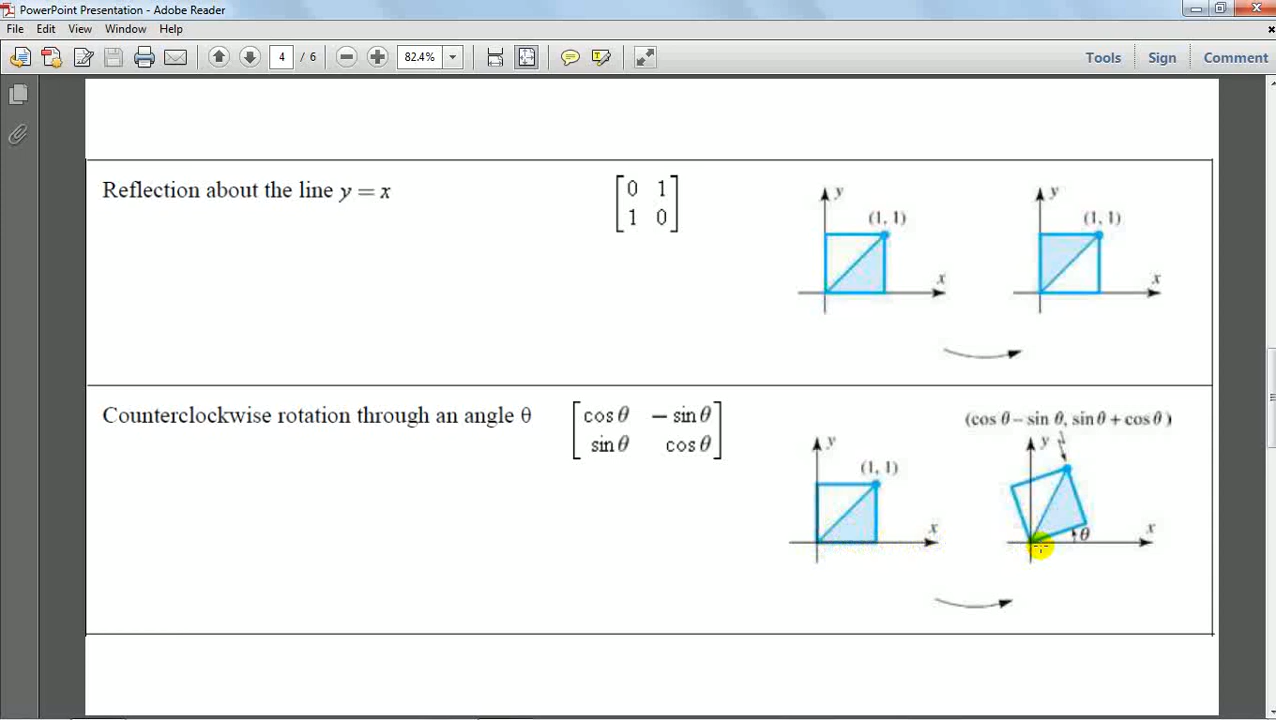 PowerPoint Presentation - Adobe Reader
File Edit View Window Help
4 / 6 82.4% Tools Sign Comment
Reflection about the line y = x
[0 1]
[1 0]
y
(1, 1)
x
y
(1, 1)
x
Counterclockwise rotation through an angle θ
[cos θ − sin θ]
[sin θ cos θ]
y
(1, 1)
x
(cos θ – sin θ, sin θ + cos θ )
y
θ
x